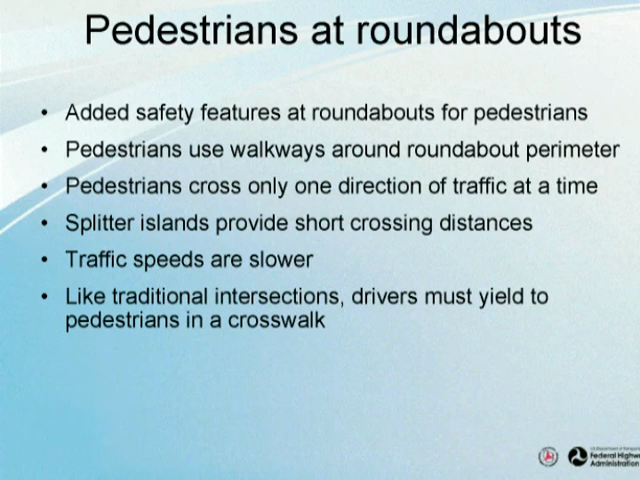 Pedestrians at roundabouts
• Added safety features at roundabouts for pedestrians
• Pedestrians use walkways around roundabout perimeter
• Pedestrians cross only one direction of traffic at a time
• Splitter islands provide short crossing distances
• Traffic speeds are slower
• Like traditional intersections, drivers must yield to
pedestrians in a crosswalk
Federal Highw
Administration